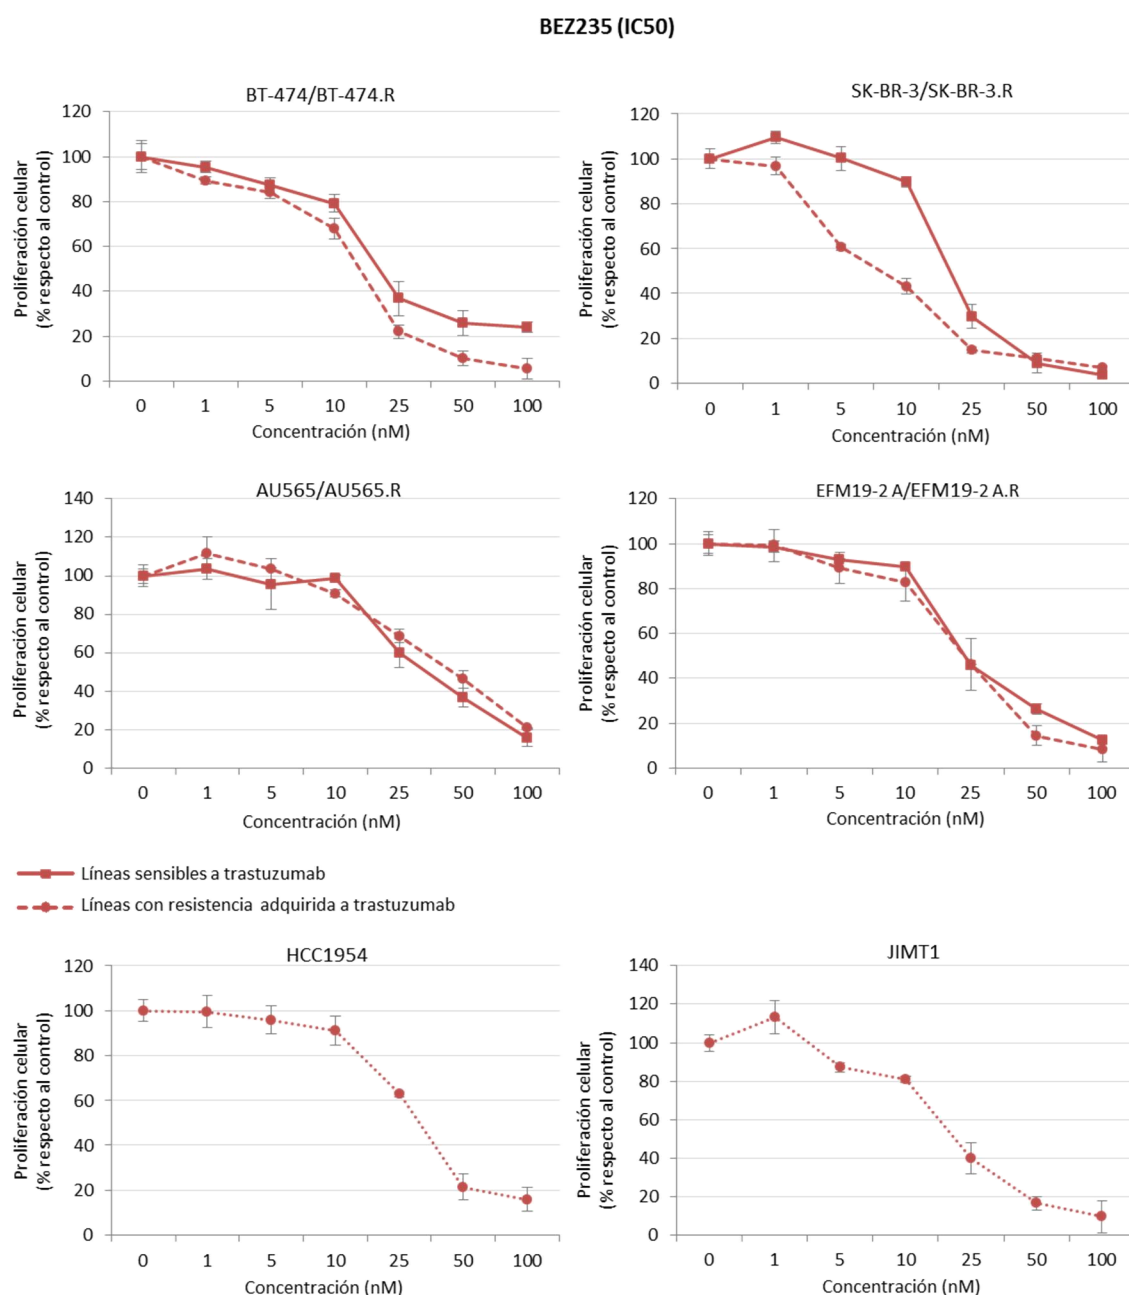 BEZ235 (IC50)
BT-474/BT-474.R
Proliferación celular
(% respecto al control)
120
100
80
60
40
20
0
0 1 5 10 25 50 100
Concentración (nM)
SK-BR-3/SK-BR-3.R
Proliferación celular
(% respecto al control)
120
100
80
60
40
20
0
0 1 5 10 25 50 100
Concentración (nM)
AU565/AU565.R
Proliferación celular
(% respecto al control)
140
120
100
80
60
40
20
0
0 1 5 10 25 50 100
Concentración (nM)
EFM19-2 A/EFM19-2 A.R
Proliferación celular
(% respecto al control)
120
100
80
60
40
20
0
0 1 5 10 25 50 100
Concentración (nM)
Líneas sensibles a trastuzumab
Líneas con resistencia adquirida a trastuzumab
HCC1954
Proliferación celular
(% respecto al control)
120
100
80
60
40
20
0
0 1 5 10 25 50 100
Concentración (nM)
JIMT1
Proliferación celular
(% respecto al control)
140
120
100
80
60
40
20
0
0 1 5 10 25 50 100
Concentración (nM)